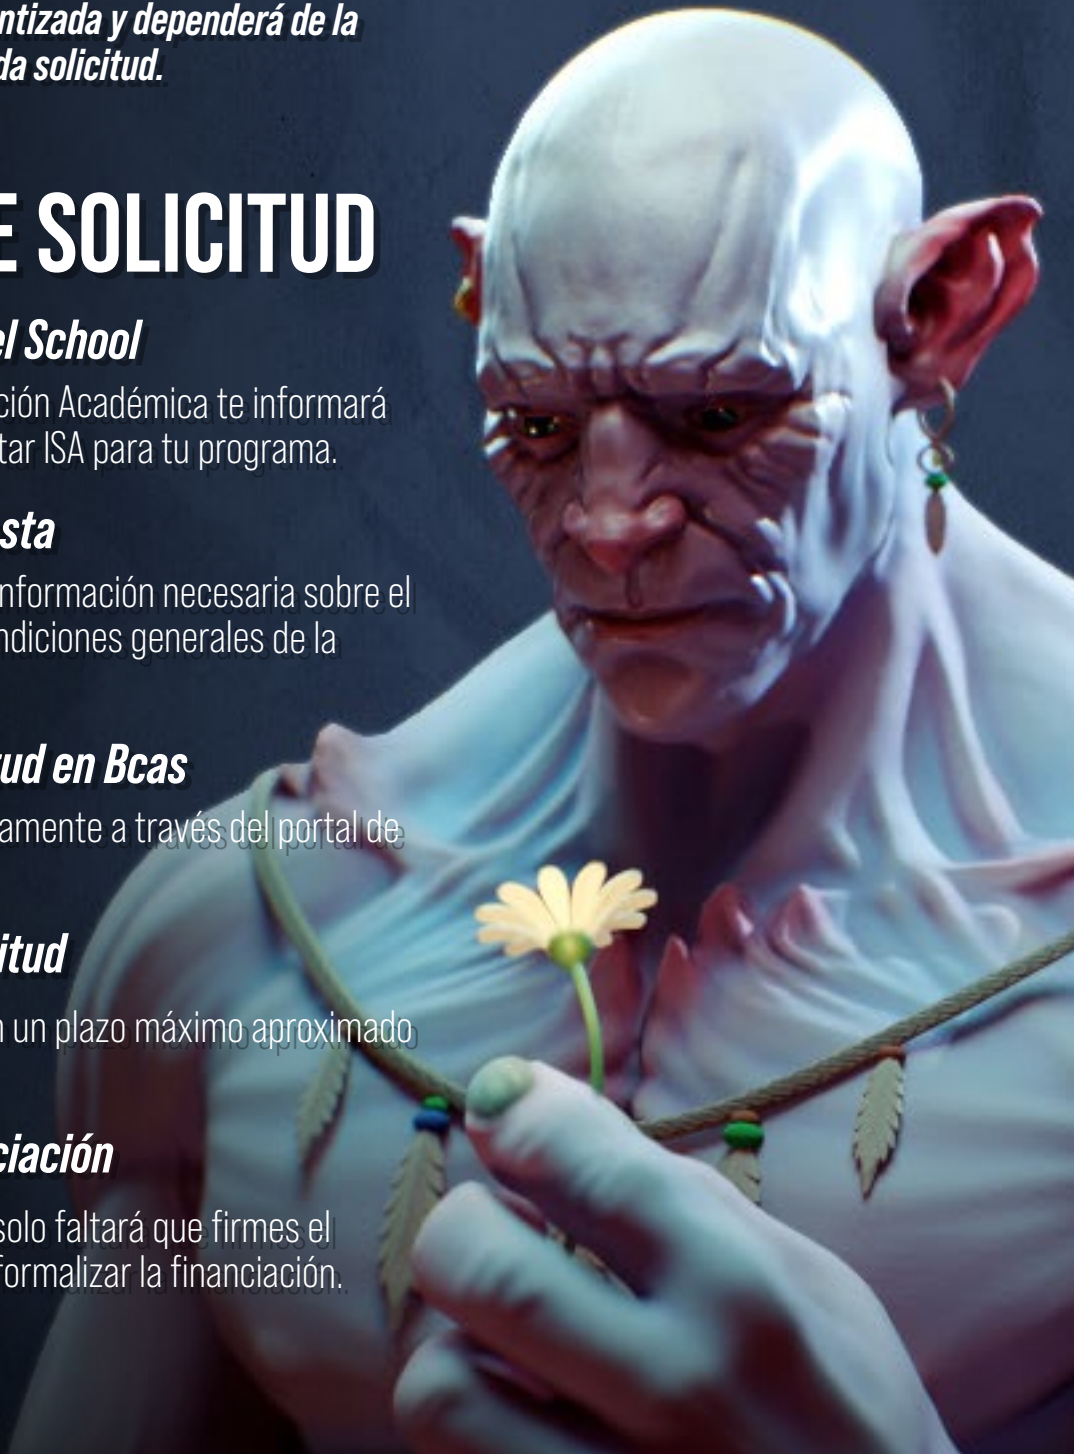 ntizada y dependerá de la
da solicitud.
E SOLICITUD
el School
ción Académica te informará
tar ISA para tu programa.
sta
nformación necesaria sobre el
ndiciones generales de la
tud en Bcas
amente a través del portal de
itud
n un plazo máximo aproximado
ciación
solo faltará que firmes el
formalizar la financiación.